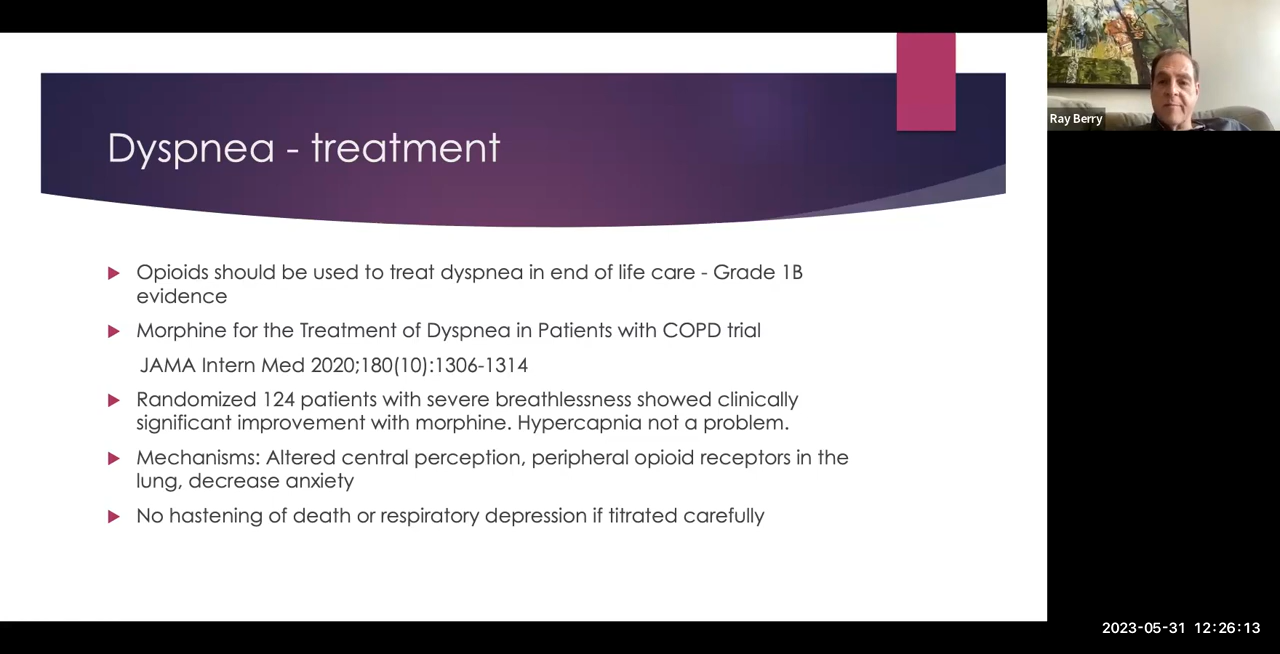 Dyspnea - treatment
Opioids should be used to treat dyspnea in end of life care - Grade 1B
evidence
Morphine for the Treatment of Dyspnea in Patients with COPD trial
JAMA Intern Med 2020;180(10):1306-1314
Randomized 124 patients with severe breathlessness showed clinically
significant improvement with morphine. Hypercapnia not a problem.
Mechanisms: Altered central perception, peripheral opioid receptors in the
lung, decrease anxiety
No hastening of death or respiratory depression if titrated carefully
Ray Berry
2023-05-31 12:26:13